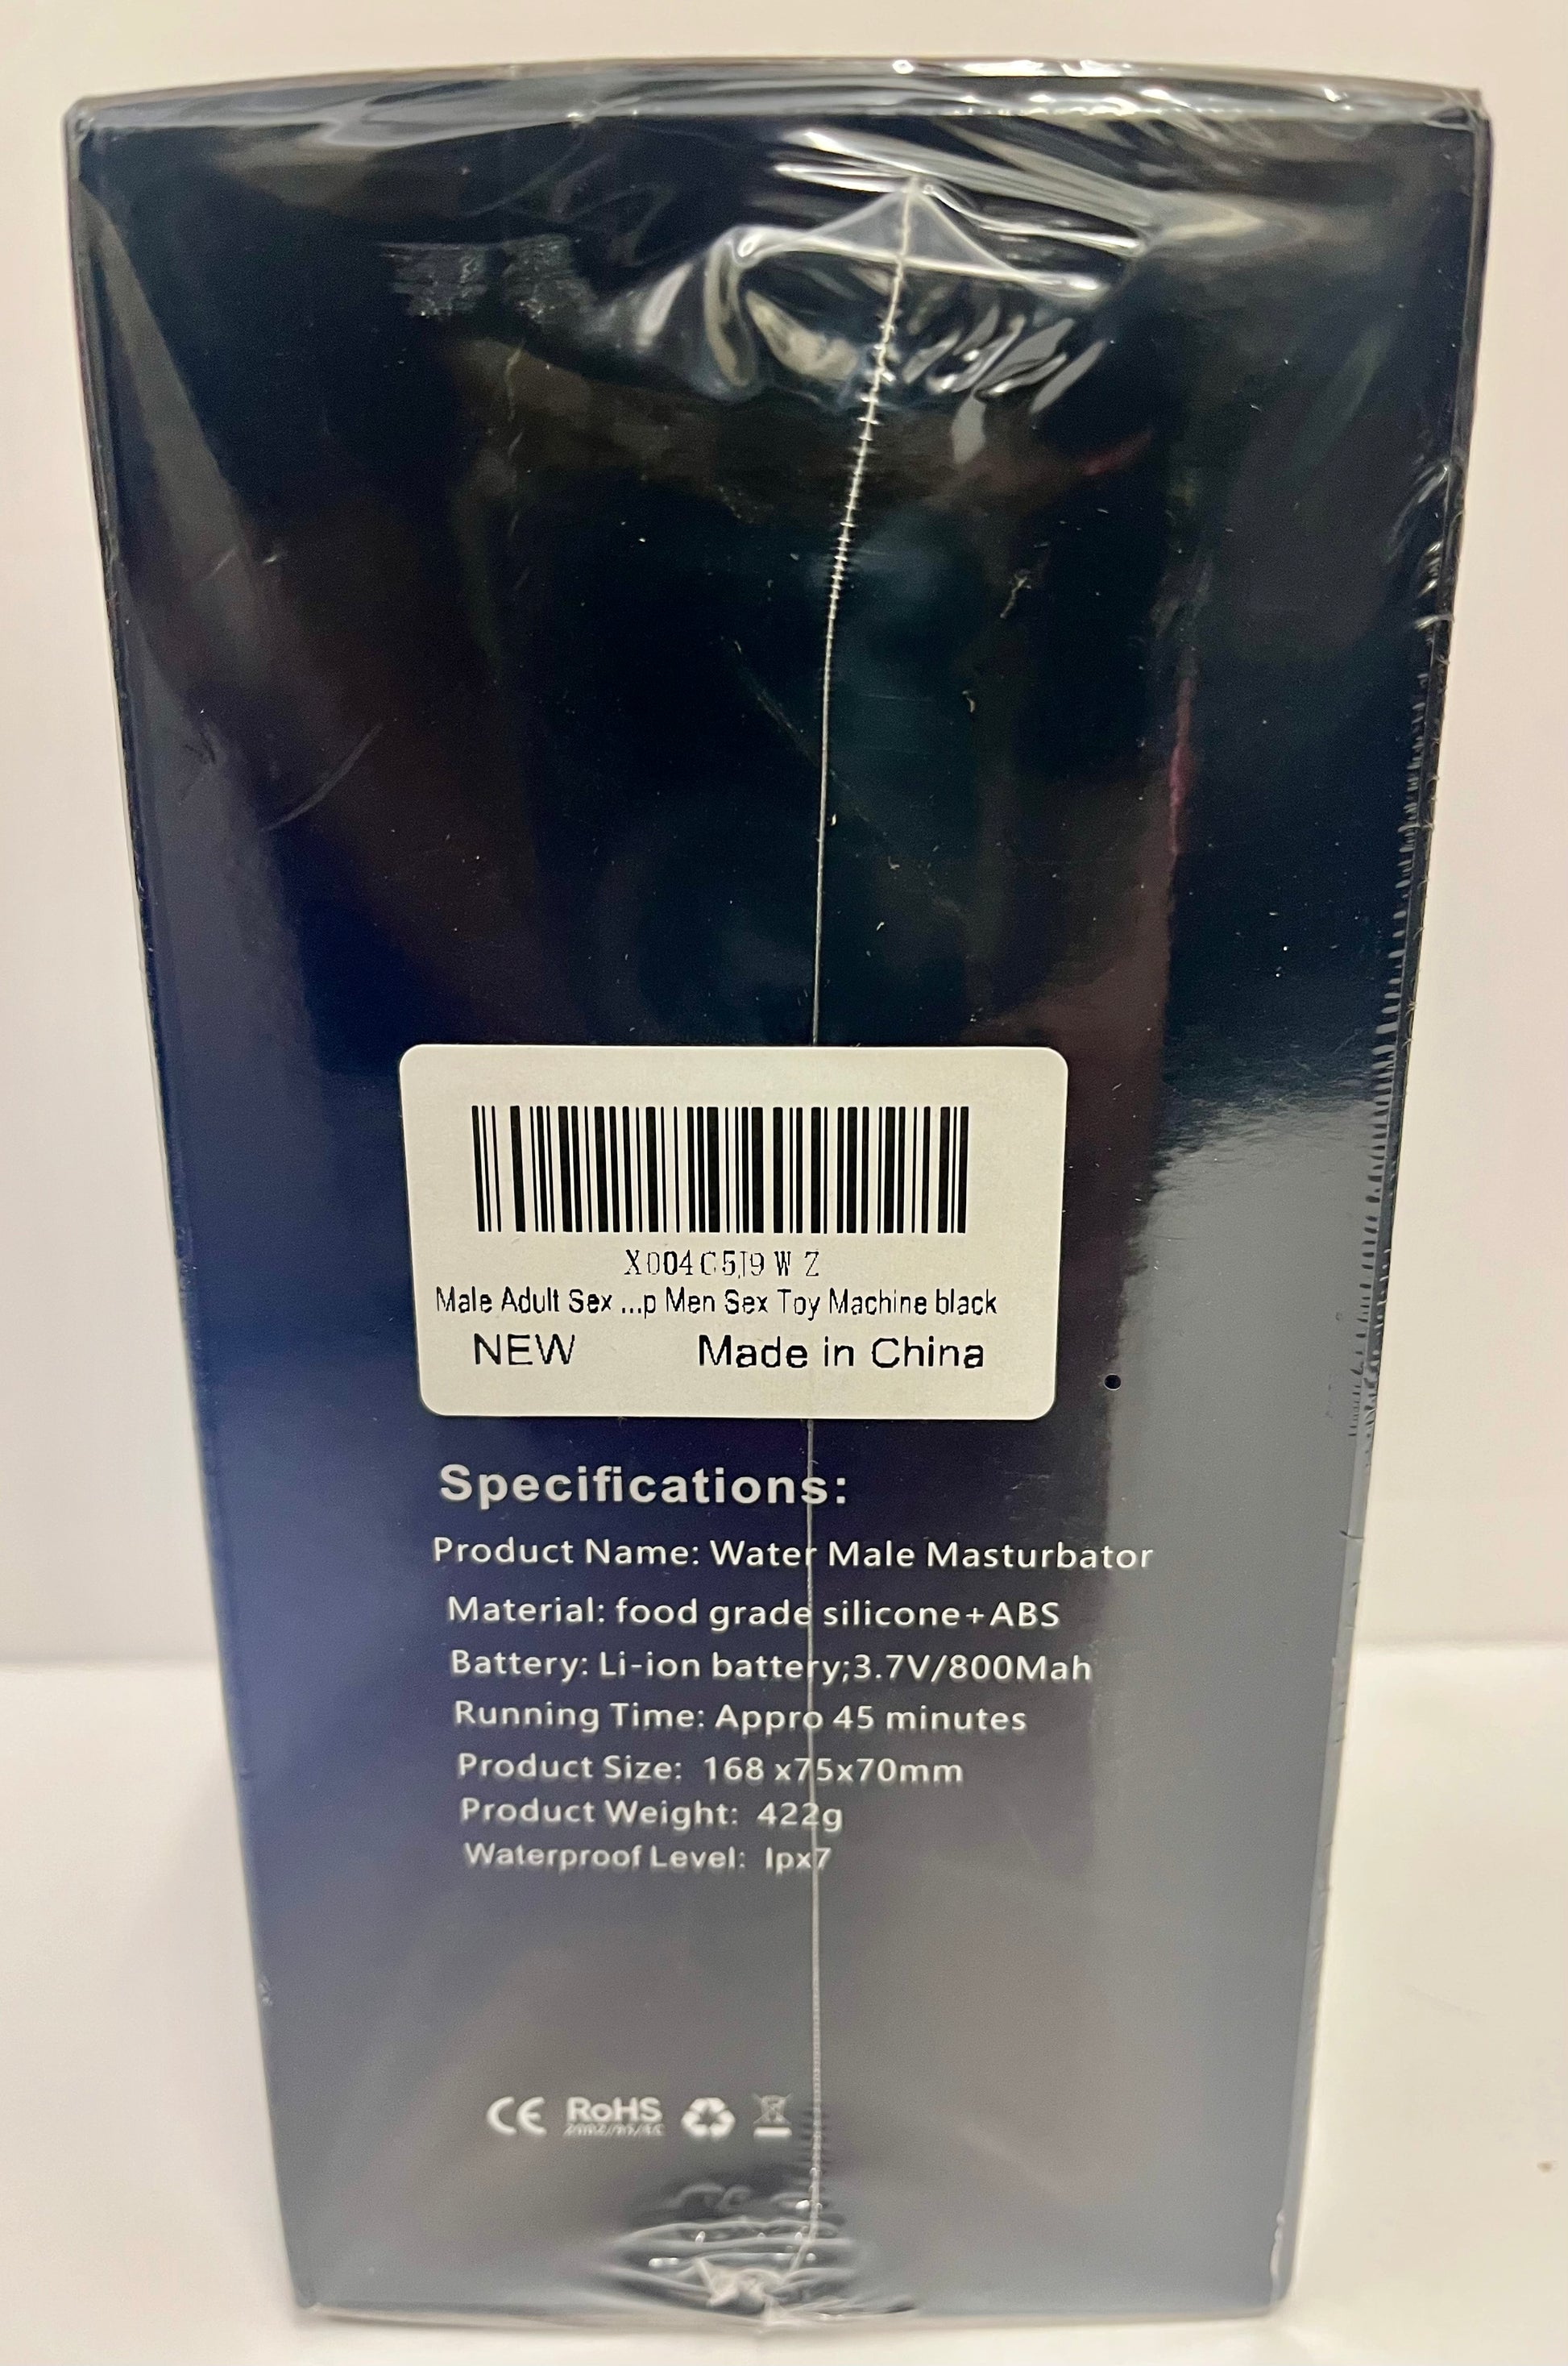 X004C5J9WZ
Male Adult Sex ...p Men Sex Toy Machine black
NEW Made in China
Specifications:
Product Name: Water Male Masturbator
Material: food grade silicone+ABS
Battery: Li-ion battery;3.7V/800Mah
Running Time: Appro 45 minutes
Product Size: 168 x75x70mm
Product Weight: 422g
Waterproof Level: Ipx7
CE RoHS